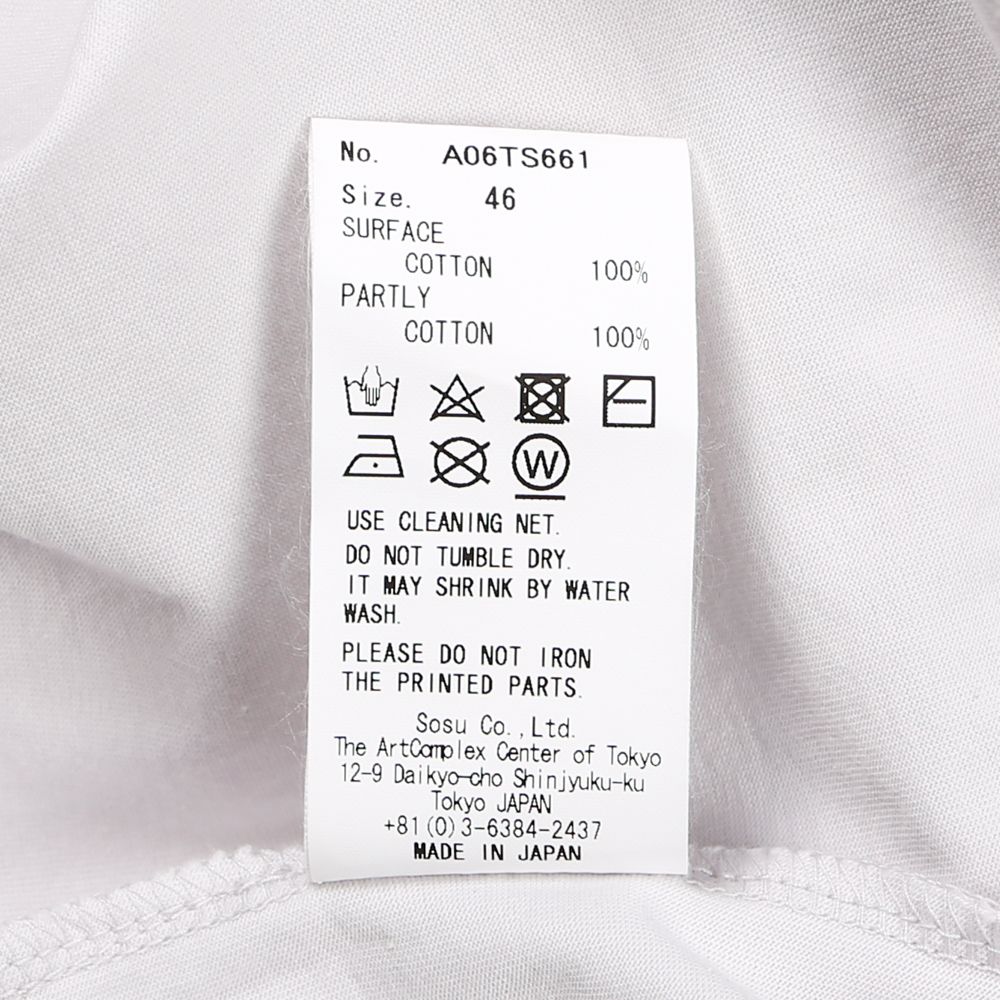 No. A06TS661
Size. 46
SURFACE
COTTON 100%
PARTLY
COTTON 100%
W
USE CLEANING NET.
DO NOT TUMBLE DRY.
IT MAY SHRINK BY WATER
WASH.
PLEASE DO NOT IRON
THE PRINTED PARTS.
Sosu Co.,Ltd.
The ArtComplex Center of Tokyo
12-9 Daikyo-cho Shinjyuku-ku
Tokyo JAPAN
+81(0)3-6384-2437
MADE IN JAPAN